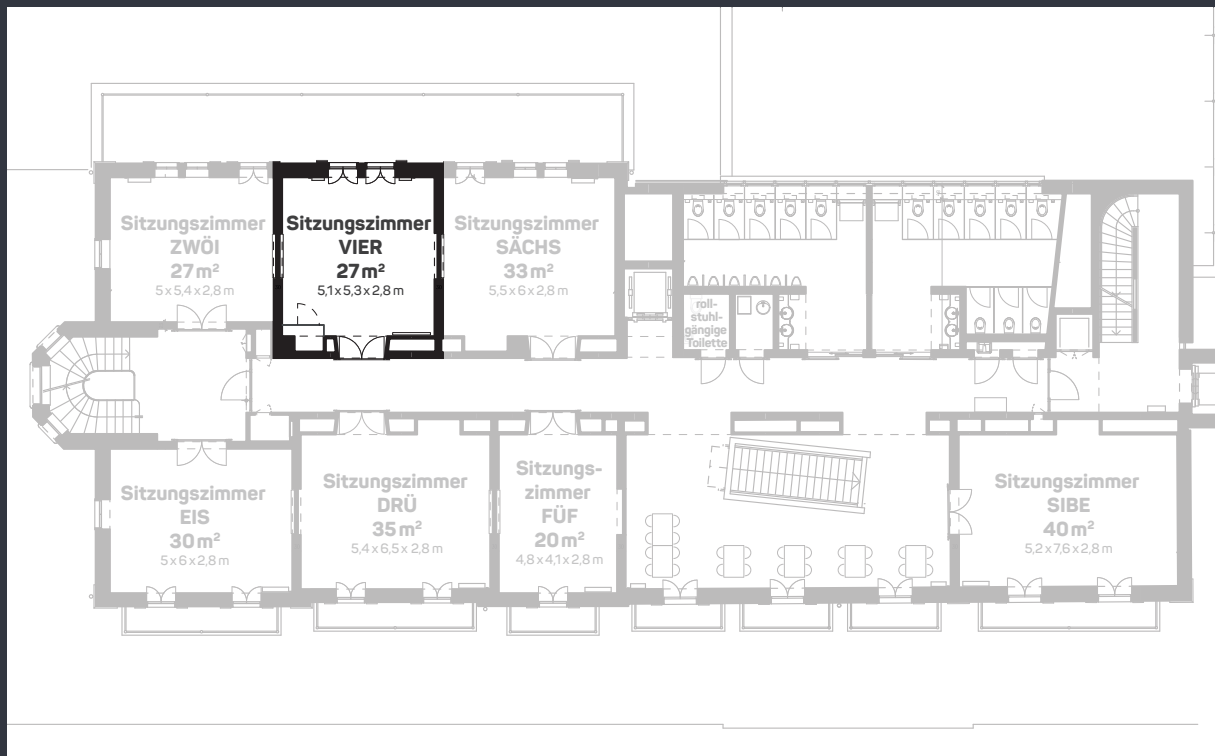 Sitzungszimmer
ZWÖI
27 m²
5 x 5,4 x 2,8 m
Sitzungszimmer
VIER
27 m²
5,1 x 5,3 x 2,8 m
Sitzungszimmer
SÄCHS
33 m²
5,5 x 6 x 2,8 m
roll-
stuhl-
gängige
Toilette
Sitzungszimmer
EIS
30 m²
5 x 6 x 2,8 m
Sitzungszimmer
DRÜ
35 m²
5,4 x 6,5 x 2,8 m
Sitzungs-
zimmer
FÜF
20 m²
4,8 x 4,1 x 2,8 m
Sitzungszimmer
SIBE
40 m²
5,2 x 7,6 x 2,8 m